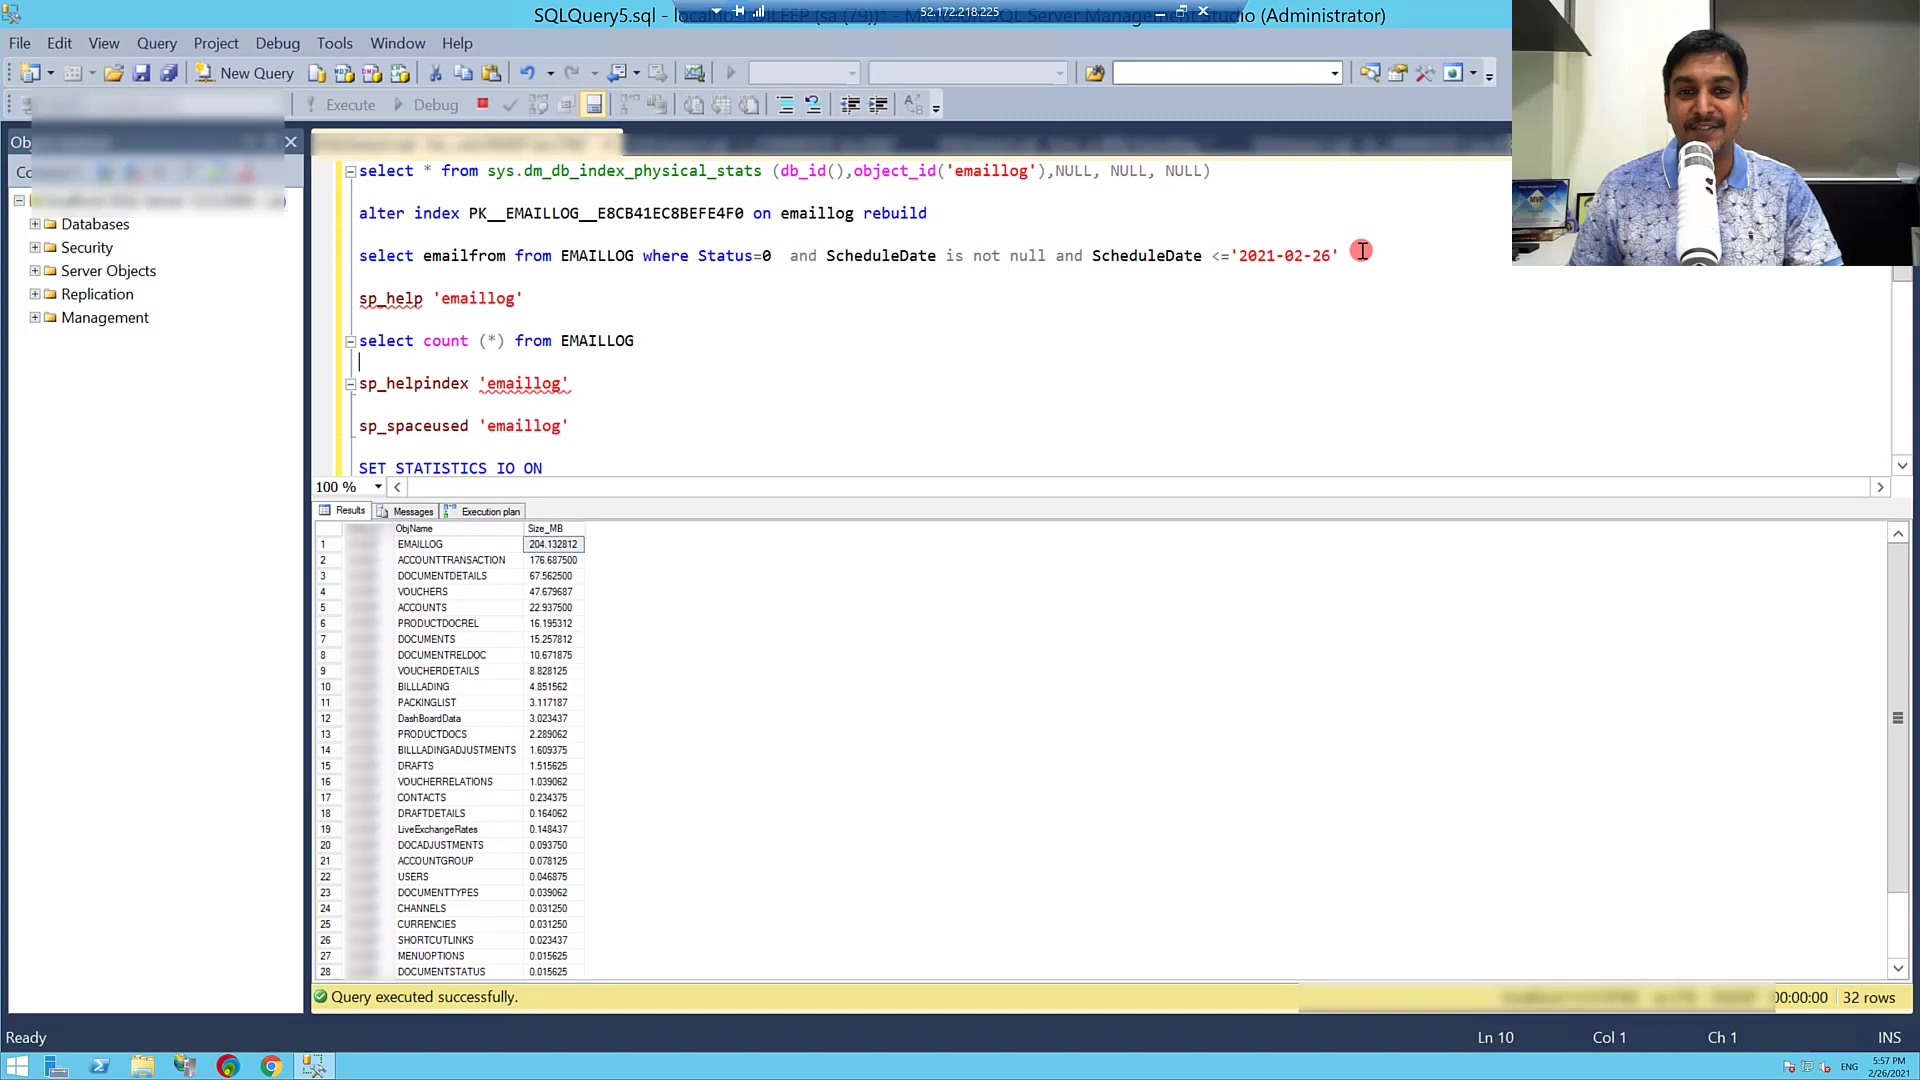 SQLQuery5.sql - SQL Server Management Studio (Administrator)
52.172.218.225
File Edit View Query Project Debug Tools Window Help
New Query
Execute Debug
select * from sys.dm_db_index_physical_stats (db_id(),object_id('emaillog'),NULL, NULL, NULL)
alter index PK__EMAILLOG__E8CB41EC8BEFE4F0 on emaillog rebuild
select emailfrom from EMAILLOG where Status=0 and ScheduleDate is not null and ScheduleDate <='2021-02-26'
sp_help 'emaillog'
select count (*) from EMAILLOG
sp_helpindex 'emaillog'
sp_spaceused 'emaillog'
SET STATISTICS IO ON
Databases
Security
Server Objects
Replication
Management
MVP
100 %
Results Messages Execution plan
ObjName Size_MB
1 EMAILLOG 204.132812
2 ACCOUNTTRANSACTION 176.687500
3 DOCUMENTDETAILS 67.562500
4 VOUCHERS 47.679687
5 ACCOUNTS 22.937500
6 PRODUCTDOCREL 16.195312
7 DOCUMENTS 15.257812
8 DOCUMENTRELDOC 10.671875
9 VOUCHERDETAILS 8.828125
10 BILLLADING 4.851562
11 PACKINGLIST 3.117187
12 DashBoardData 3.023437
13 PRODUCTDOCS 2.289062
14 BILLLADINGADJUSTMENTS 1.609375
15 DRAFTS 1.515625
16 VOUCHERRELATIONS 1.039062
17 CONTACTS 0.234375
18 DRAFTDETAILS 0.164062
19 LiveExchangeRates 0.148437
20 DOCADJUSTMENTS 0.093750
21 ACCOUNTGROUP 0.078125
22 USERS 0.046875
23 DOCUMENTTYPES 0.039062
24 CHANNELS 0.031250
25 CURRENCIES 0.031250
26 SHORTCUTLINKS 0.023437
27 MENUOPTIONS 0.015625
28 DOCUMENTSTATUS 0.015625
Query executed successfully. 00:00:00 32 rows
Ready Ln 10 Col 1 Ch 1 INS
ENG 5:57 PM
2/26/2021